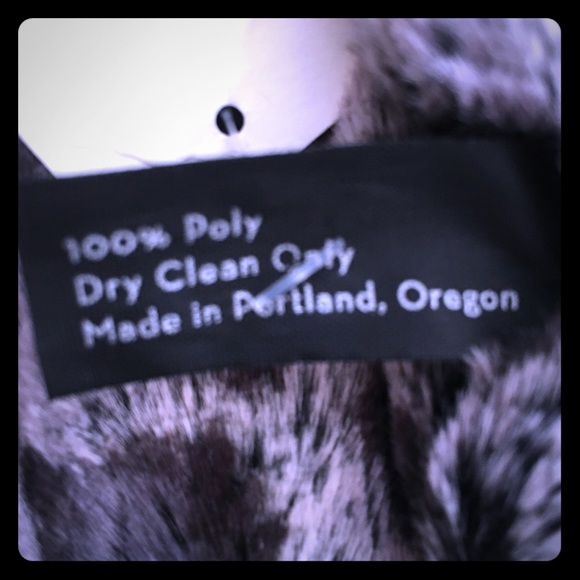 100% Poly
Dry Clean Only
Made in Portland, Oregon